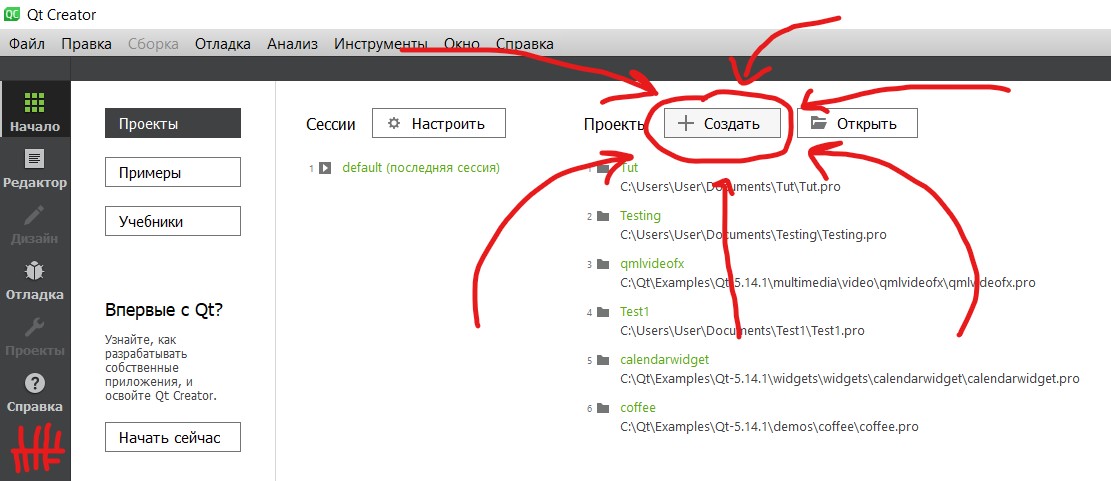 QC Qt Creator
Файл Правка Сборка Отладка Анализ Инструменты Окно Справка
Начало
Редактор
Дизайн
Отладка
Проекты
Справка
Проекты
Примеры
Учебники
Впервые с Qt?
Узнайте, как
разрабатывать
собственные
приложения, и
освойте Qt Creator.
Начать сейчас
Сессии Настроить
1 default (последняя сессия)
Проекты + Создать Открыть
1 Tut
C:\Users\User\Documents\Tut\Tut.pro
2 Testing
C:\Users\User\Documents\Testing\Testing.pro
3 qmlvideofx
C:\Qt\Examples\Qt-5.14.1\multimedia\video\qmlvideofx\qmlvideofx.pro
4 Test1
C:\Users\User\Documents\Test1\Test1.pro
5 calendarwidget
C:\Qt\Examples\Qt-5.14.1\widgets\widgets\calendarwidget\calendarwidget.pro
6 coffee
C:\Qt\Examples\Qt-5.14.1\demos\coffee\coffee.pro